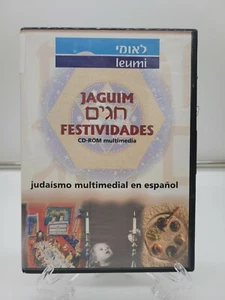 לאומי
leumi
JAGUIM
חגים
FESTIVIDADES
CD-ROM multimedia
judaísmo multimedial en español